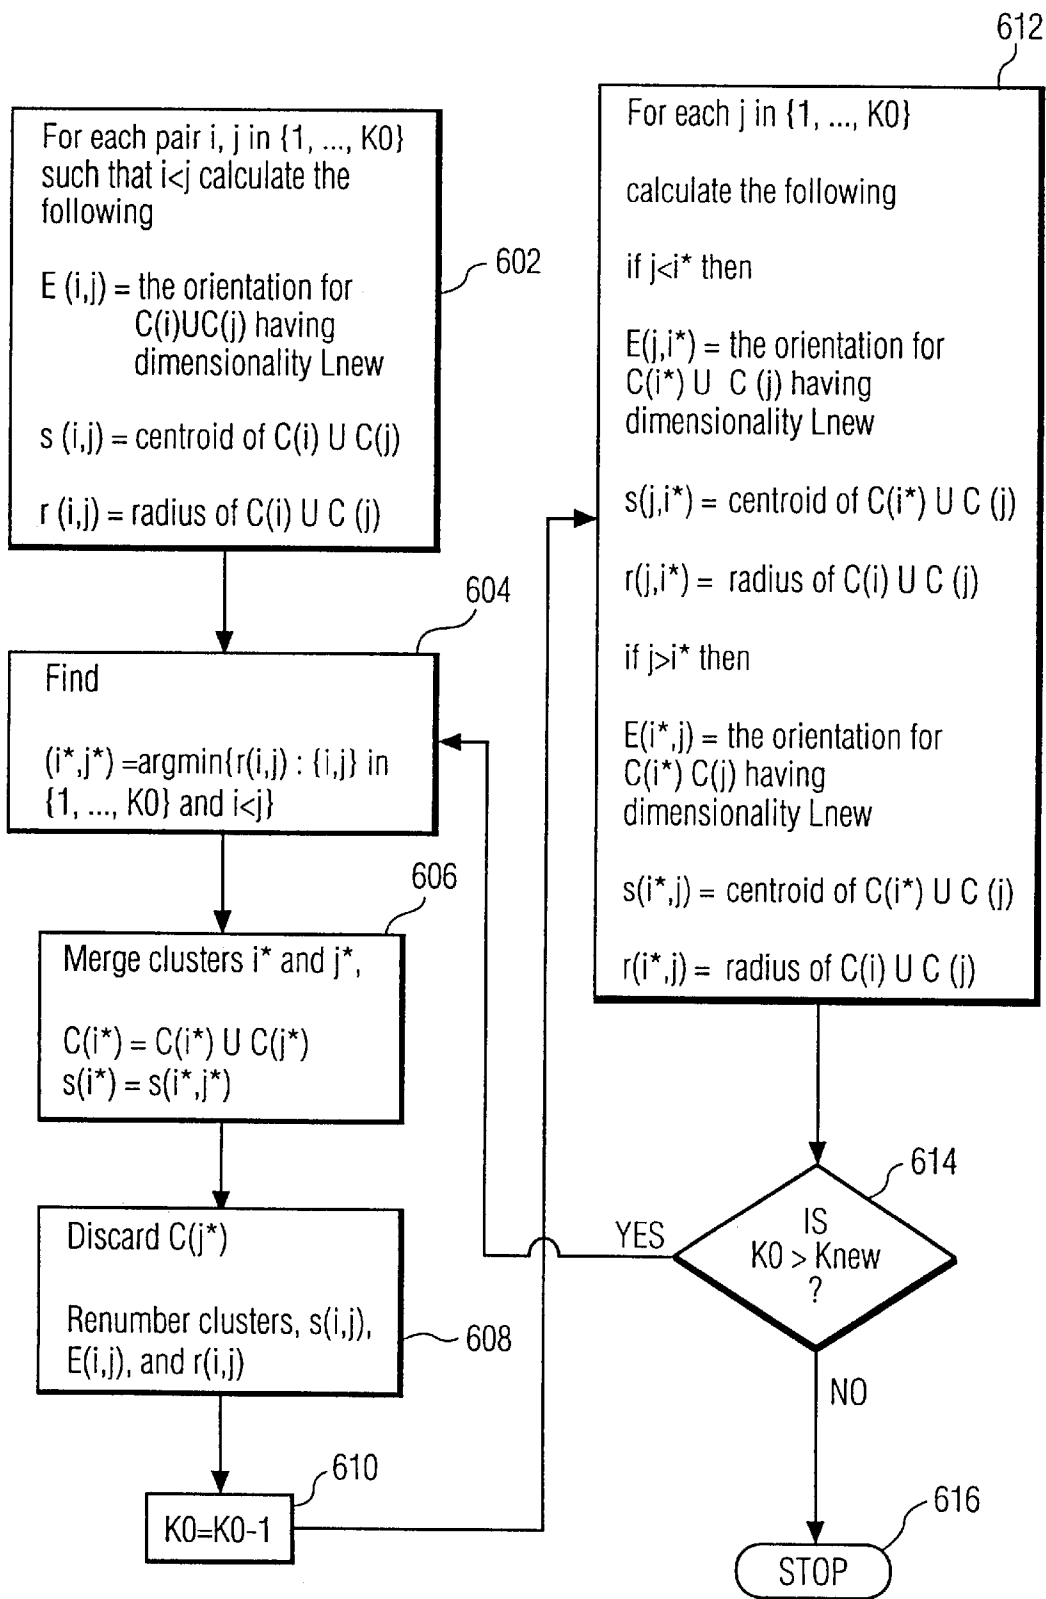 For each pair i, j in {1, ..., K0}
such that i<j calculate the
following
E (i,j) = the orientation for
C(i)UC(j) having
dimensionality Lnew
s (i,j) = centroid of C(i) U C(j)
r (i,j) = radius of C(i) U C (j)
602
Find
(i*,j*) =argmin{r(i,j) : {i,j} in
{1, ..., K0} and i<j}
604
Merge clusters i* and j*,
C(i*) = C(i*) U C(j*)
s(i*) = s(i*,j*)
606
Discard C(j*)
Renumber clusters, s(i,j),
E(i,j), and r(i,j)
608
K0=K0-1
610
612
For each j in {1, ..., K0}
calculate the following
if j<i* then
E(j,i*) = the orientation for
C(i*) U C (j) having
dimensionality Lnew
s(j,i*) = centroid of C(i*) U C (j)
r(j,i*) = radius of C(i) U C (j)
if j>i* then
E(i*,j) = the orientation for
C(i*) C(j) having
dimensionality Lnew
s(i*,j) = centroid of C(i*) U C (j)
r(i*,j) = radius of C(i) U C (j)
614
IS
K0 > Knew
?
YES
NO
616
STOP